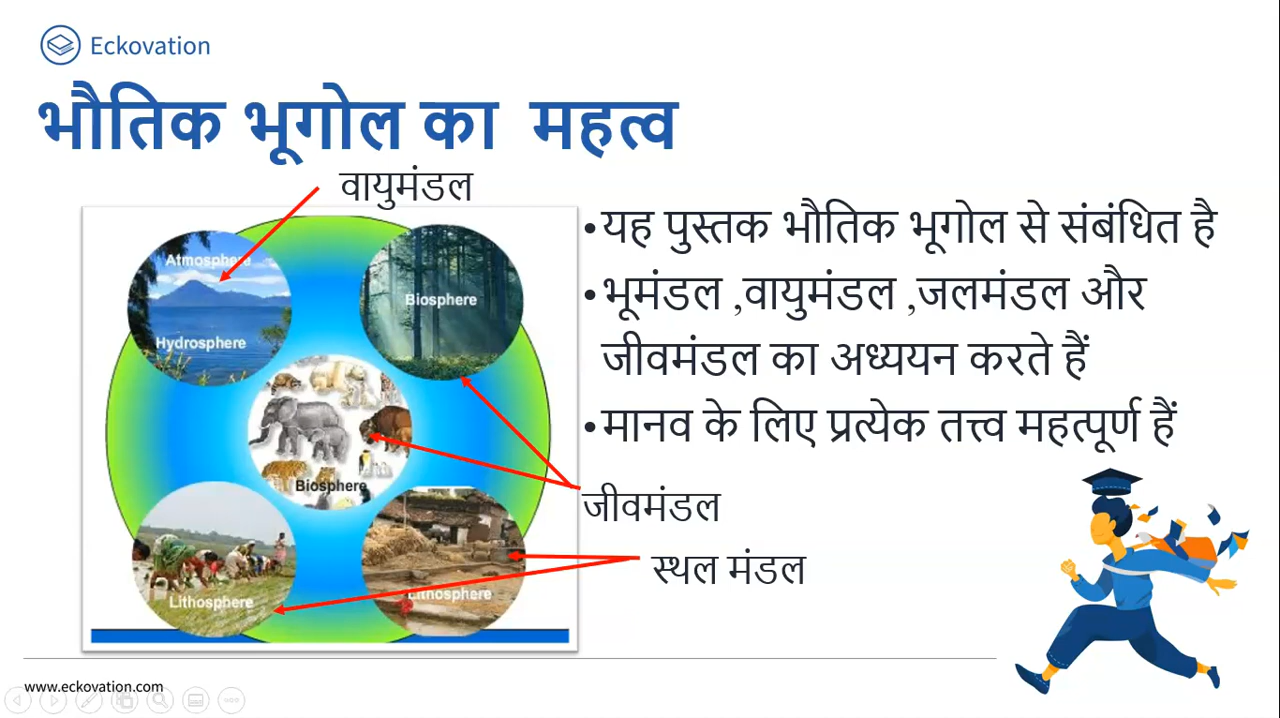 Eckovation
भौतिक भूगोल का महत्व
वायुमंडल
Atmosphere
Hydrosphere
Biosphere
Biosphere
Lithosphere
Lithosphere
•यह पुस्तक भौतिक भूगोल से संबंधित है
•भूमंडल ,वायुमंडल ,जलमंडल और
जीवमंडल का अध्ययन करते हैं
•मानव के लिए प्रत्येक तत्त्व महत्पूर्ण हैं
जीवमंडल
स्थल मंडल
www.eckovation.com